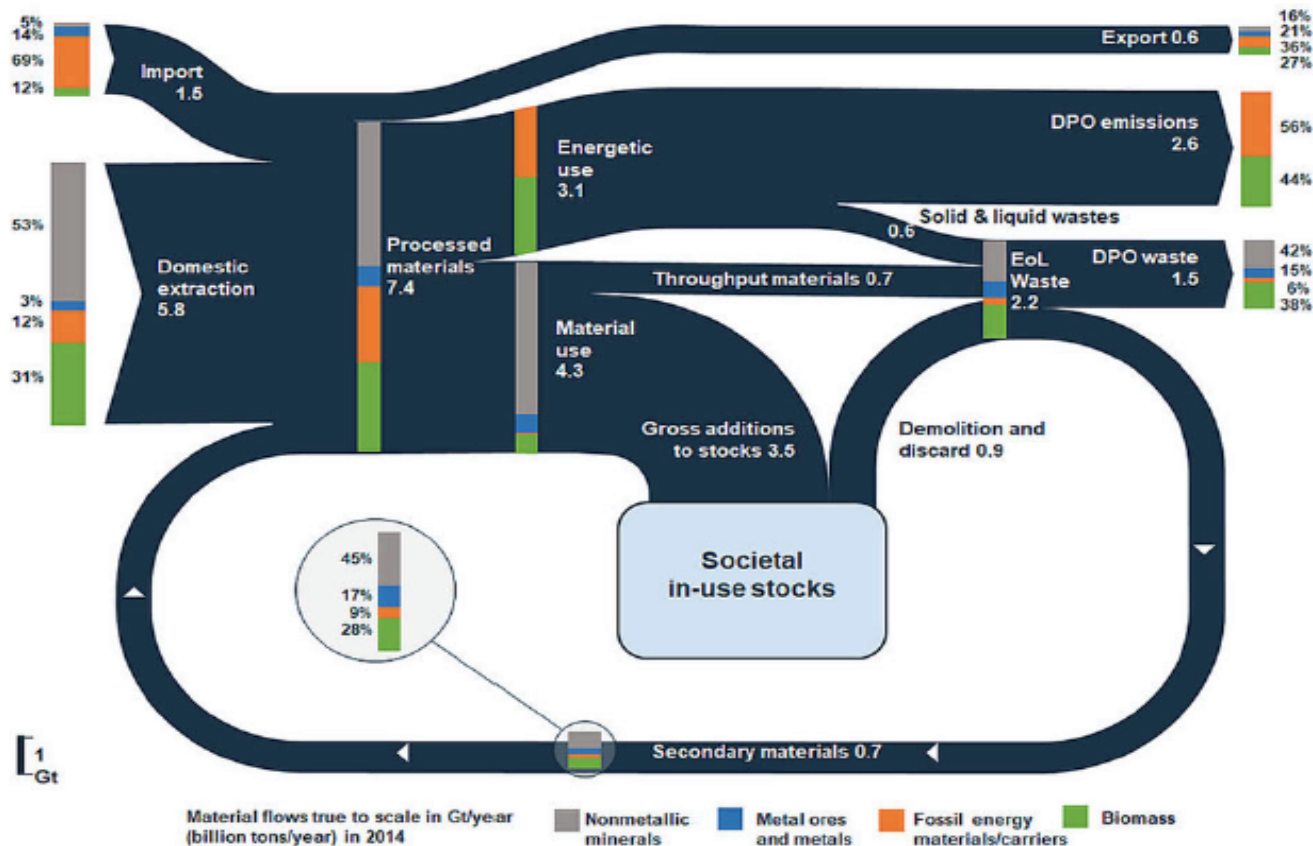 5%
14%
69%
12%
Import
1.5
Export 0.6
16%
21%
36%
27%
53%
3%
12%
31%
Domestic
extraction
5.8
Processed
materials
7.4
Energetic
use
3.1
DPO emissions
2.6
56%
44%
Solid & liquid wastes
0.6
Throughput materials 0.7
EoL
Waste
2.2
DPO waste
1.5
42%
15%
6%
38%
Material
use
4.3
Gross additions
to stocks 3.5
Demolition and
discard 0.9
Societal
in-use stocks
45%
17%
9%
28%
Secondary materials 0.7
1
Gt
Material flows true to scale in Gt/year
(billion tons/year) in 2014
Nonmetallic
minerals
Metal ores
and metals
Fossil energy
materials/carriers
Biomass